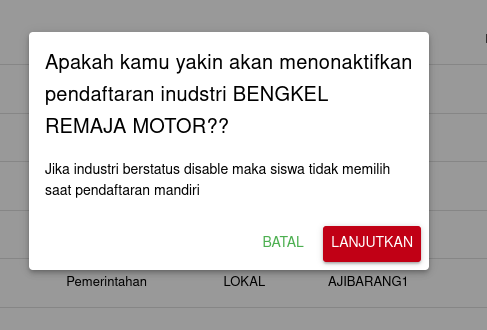 Apakah kamu yakin akan menonaktifkan
pendaftaran inudstri BENGKEL
REMAJA MOTOR??
Jika industri berstatus disable maka siswa tidak memilih
saat pendaftaran mandiri
BATAL
LANJUTKAN
Pemerintahan
LOKAL
AJIBARANG1